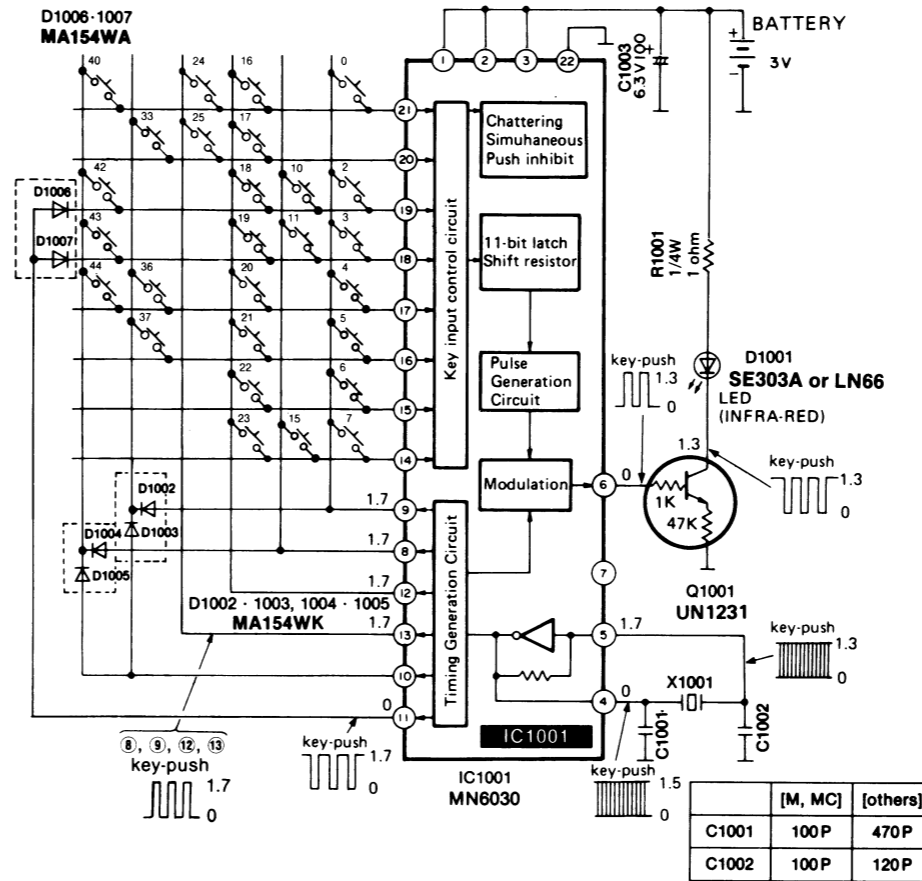 D1006·1007
MA154WA
40
24
16
0
33
25
17
42
18
10
2
D1006
43
19
11
3
D1007
44
36
20
4
37
21
5
22
6
23
15
7
D1002
D1003
D1004
D1005
D1002 · 1003, 1004 · 1005
MA154WK
1.7
1.7
1.7
1.7
0
⑧, ⑨, ⑫, ⑬
key-push
1.7
0
key-push
1.7
0
1
2
3
22
21
20
19
18
17
16
15
14
9
8
12
13
10
11
6
7
5
4
Key input control circuit
Chattering
Simuhaneous
Push inhibit
11-bit latch
Shift resistor
Pulse
Generation
Circuit
Modulation
Timing Generation Circuit
IC1001
IC1001
MN6030
C1003
6.3V100
+
+
−
BATTERY
3V
R1001
1/4W
1 ohm
D1001
SE303A or LN66
LED
(INFRA-RED)
key-push
1.3
0
0
1.3
key-push
1.3
0
1K
47K
Q1001
UN1231
1.7
key-push
1.3
0
0
X1001
C1001
C1002
key-push
1.5
0
[M, MC] [others]
C1001 100P 470P
C1002 100P 120P